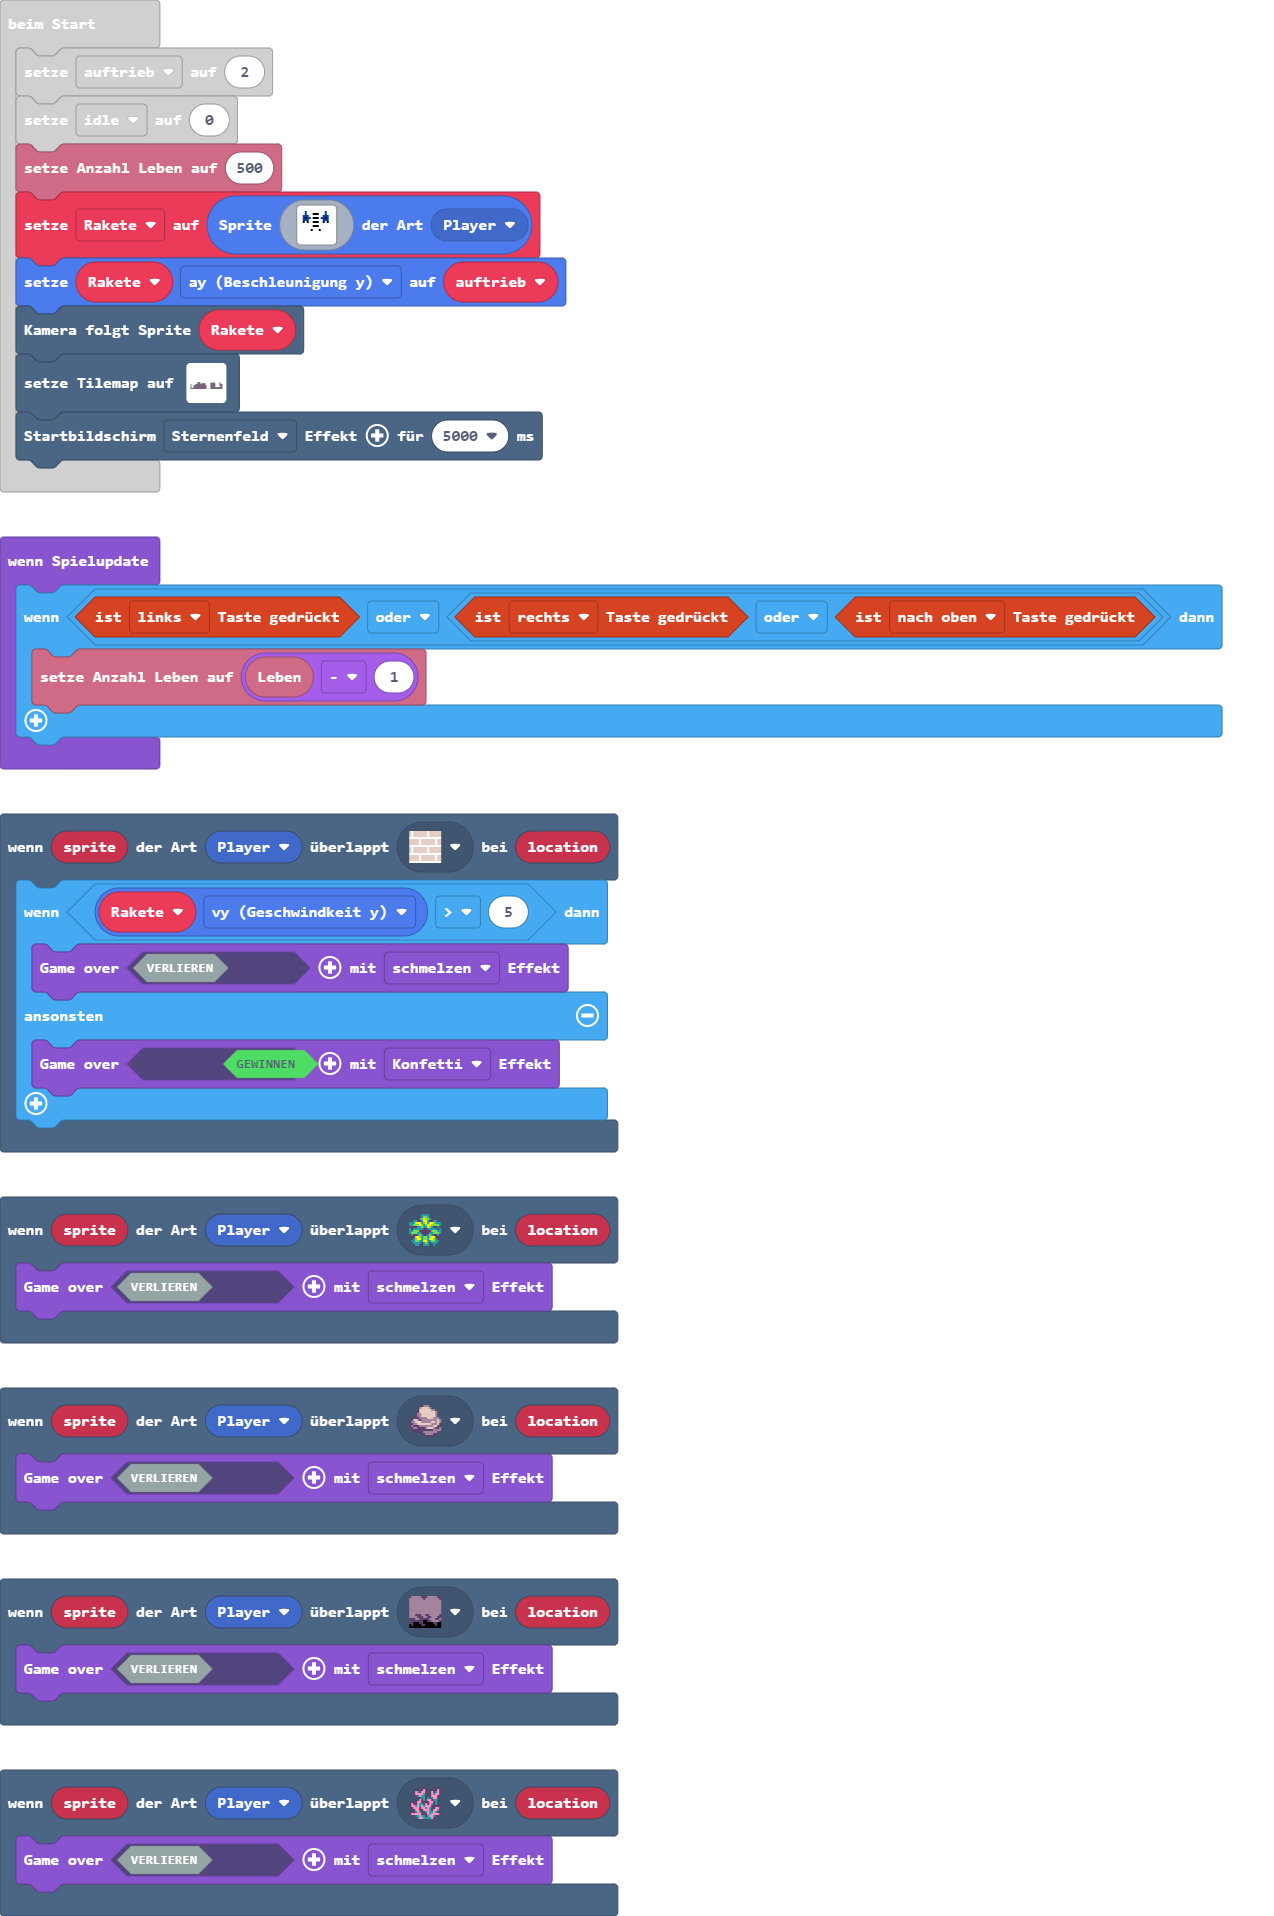 beim Start
setze auftrieb auf 2
setze idle auf 0
setze Anzahl Leben auf 500
setze Rakete auf Sprite der Art Player
setze Rakete ay (Beschleunigung y) auf auftrieb
Kamera folgt Sprite Rakete
setze Tilemap auf
Startbildschirm Sternenfeld Effekt für 5000 ms
wenn Spielupdate
wenn ist links Taste gedrückt oder ist rechts Taste gedrückt oder ist nach oben Taste gedrückt dann
setze Anzahl Leben auf Leben - 1
wenn sprite der Art Player überlappt bei location
wenn Rakete vy (Geschwindkeit y) > 5 dann
Game over VERLIEREN mit schmelzen Effekt
ansonsten
Game over GEWINNEN mit Konfetti Effekt
wenn sprite der Art Player überlappt bei location
Game over VERLIEREN mit schmelzen Effekt
wenn sprite der Art Player überlappt bei location
Game over VERLIEREN mit schmelzen Effekt
wenn sprite der Art Player überlappt bei location
Game over VERLIEREN mit schmelzen Effekt
wenn sprite der Art Player überlappt bei location
Game over VERLIEREN mit schmelzen Effekt